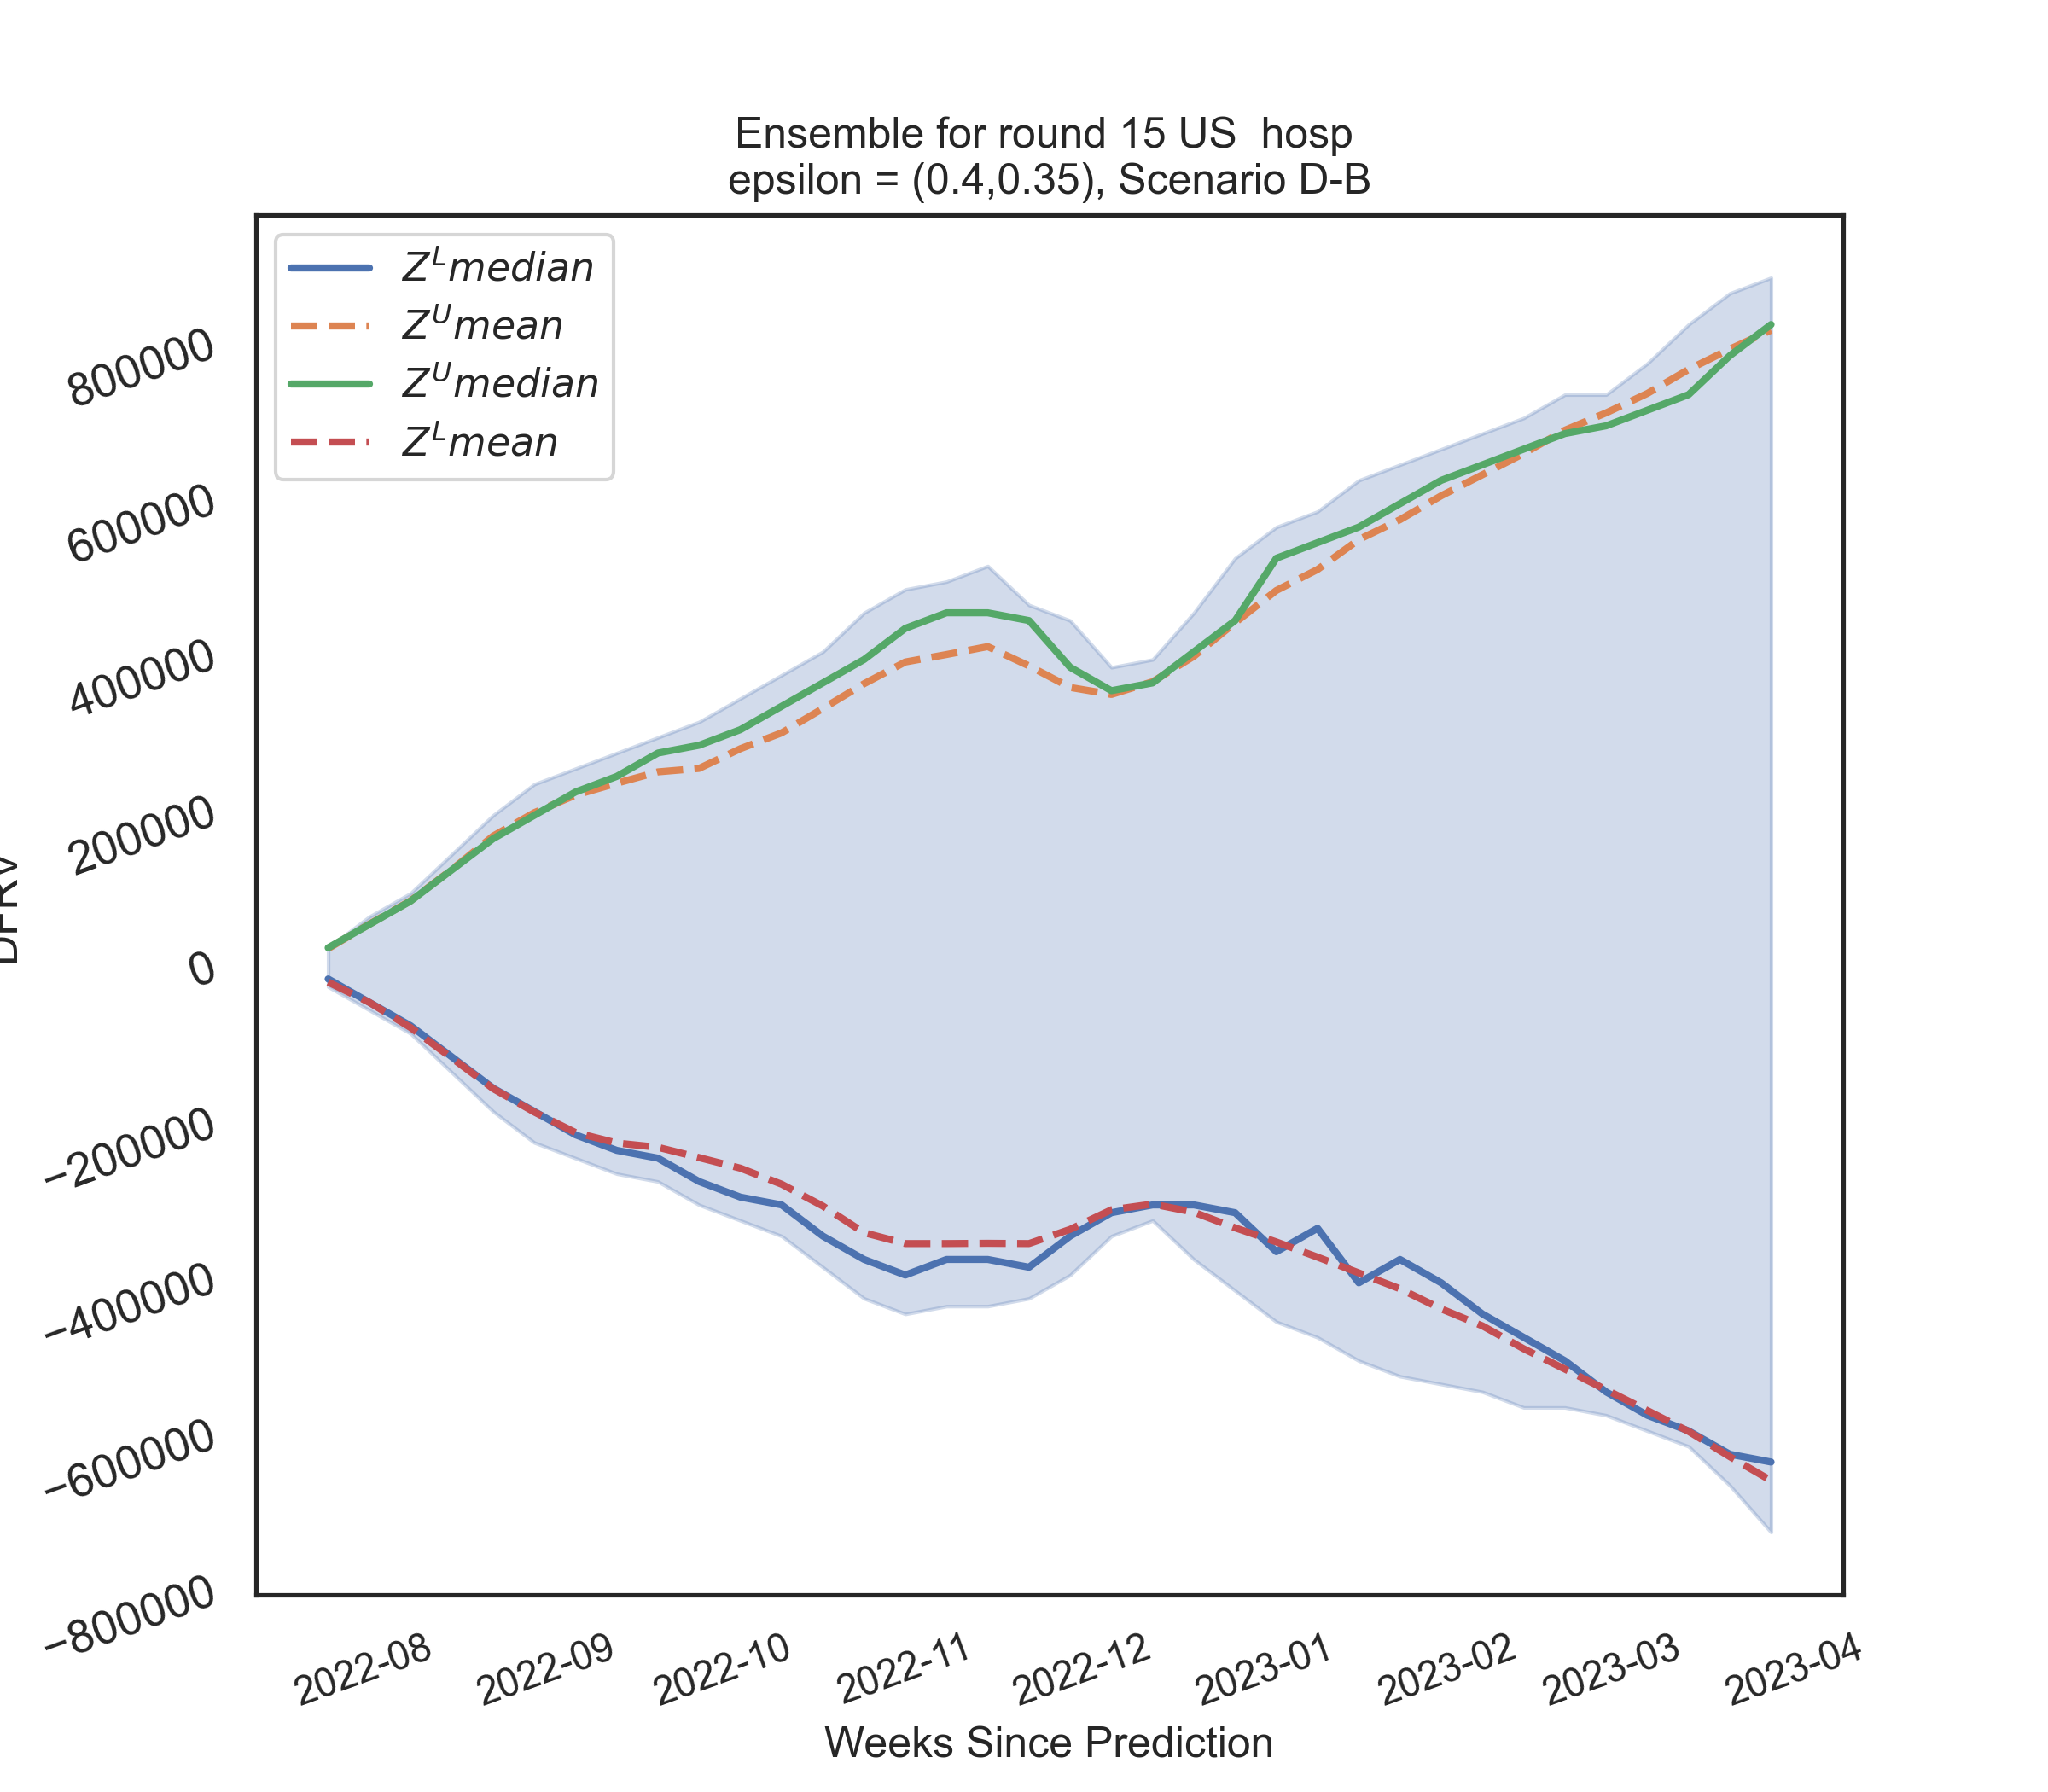 Ensemble for round 15 US  hosp
epsilon = (0.4,0.35), Scenario D-B
Z^L median
Z^U mean
Z^U median
Z^L mean
800000
600000
400000
200000
0
−200000
−400000
−600000
−800000
2022-08
2022-09
2022-10
2022-11
2022-12
2023-01
2023-02
2023-03
2023-04
Weeks Since Prediction